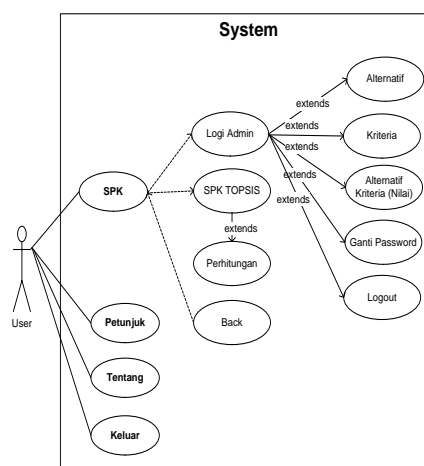 System
Alternatif
extends
Logi Admin
extends
Kriteria
extends
SPK
SPK TOPSIS
Alternatif
Kriteria (Nilai)
extends
extends
extends
Perhitungan
Ganti Password
Logout
User
Petunjuk
Back
Tentang
Keluar